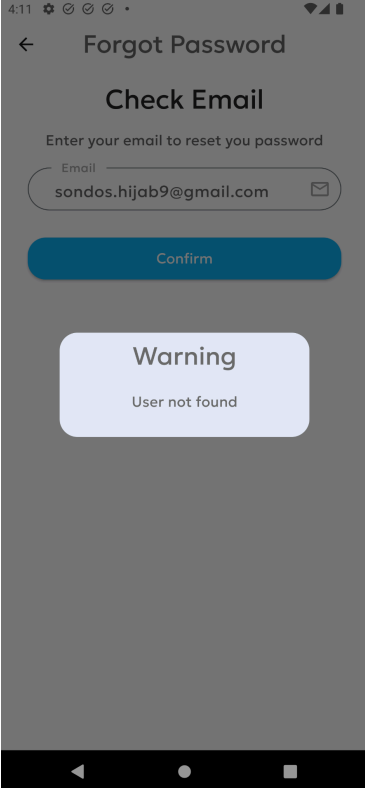 4:11
Forgot Password
Check Email
Enter your email to reset you password
Email
sondos.hijab9@gmail.com
Confirm
Warning
User not found